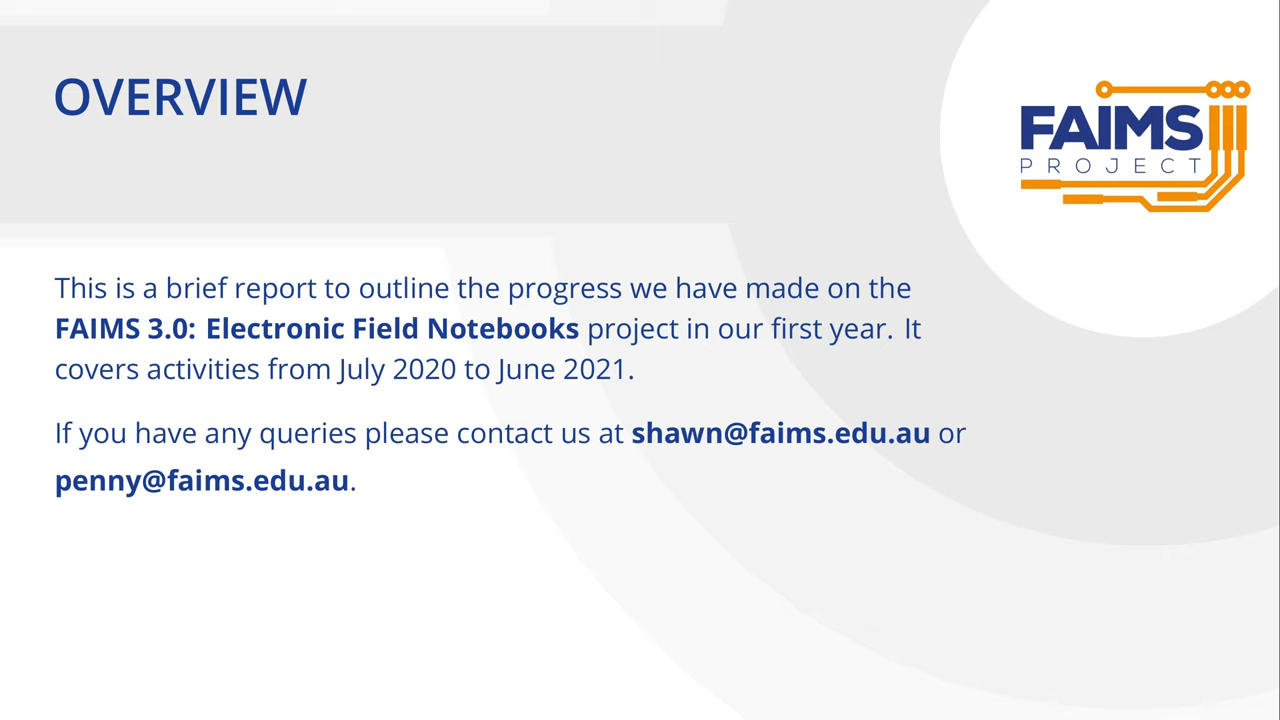 OVERVIEW
FAIMS
PROJECT
This is a brief report to outline the progress we have made on the
FAIMS 3.0: Electronic Field Notebooks project in our first year. It
covers activities from July 2020 to June 2021.
If you have any queries please contact us at shawn@faims.edu.au or
penny@faims.edu.au.